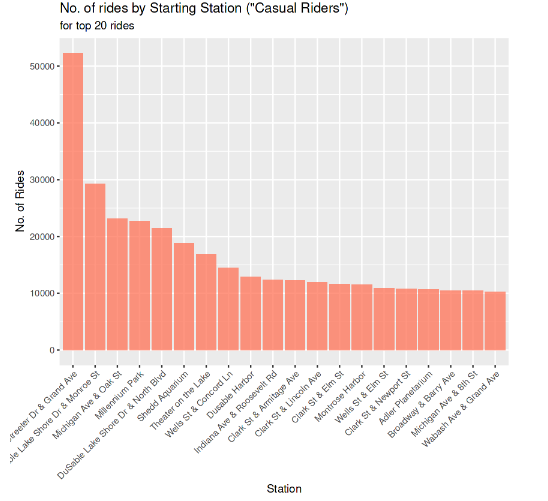 No. of rides by Starting Station ("Casual Riders")
for top 20 rides
No. of Rides
50000
40000
30000
20000
10000
0
Dr & Grand Ave
Lake Shore Dr & Monroe St
Michigan Ave & Oak St
Millennium Park
DuSable Lake Shore Dr & North Blvd
Shedd Aquarium
Theater on the Lake
Wells St & Concord Ln
Dusable Harbor
Indiana Ave & Roosevelt Rd
Clark St & Armitage Ave
Clark St & Lincoln Ave
Clark St & Elm St
Montrose Harbor
Wells St & Elm St
Clark St & Newport St
Adler Planetarium
Broadway & Barry Ave
Michigan Ave & 8th St
Wabash Ave & Grand Ave
Station